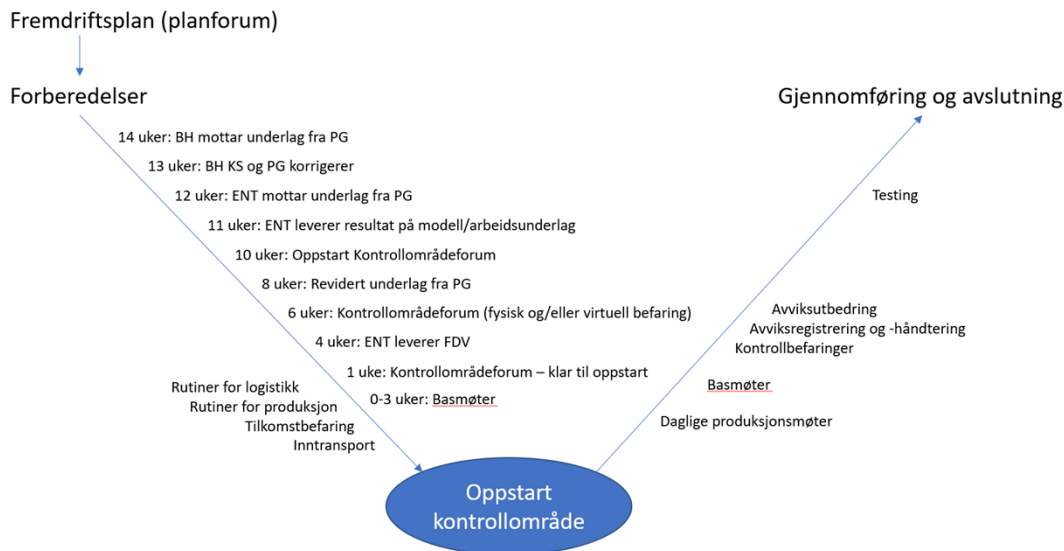 Fremdriftsplan (planforum)
Forberedelser
14 uker: BH mottar underlag fra PG
13 uker: BH KS og PG korrigerer
12 uker: ENT mottar underlag fra PG
11 uker: ENT leverer resultat på modell/arbeidsunderlag
10 uker: Oppstart Kontrollområdeforum
8 uker: Revidert underlag fra PG
6 uker: Kontrollområdeforum (fysisk og/eller virtuell befaring)
4 uker: ENT leverer FDV
1 uke: Kontrollområdeforum – klar til oppstart
0-3 uker: Basmøter
Rutiner for logistikk
Rutiner for produksjon
Tilkomstbefaring
Inntransport
Oppstart
kontrollområde
Gjennomføring og avslutning
Testing
Avviksutbedring
Avviksregistrering og -håndtering
Kontrollbefaringer
Basmøter
Daglige produksjonsmøter